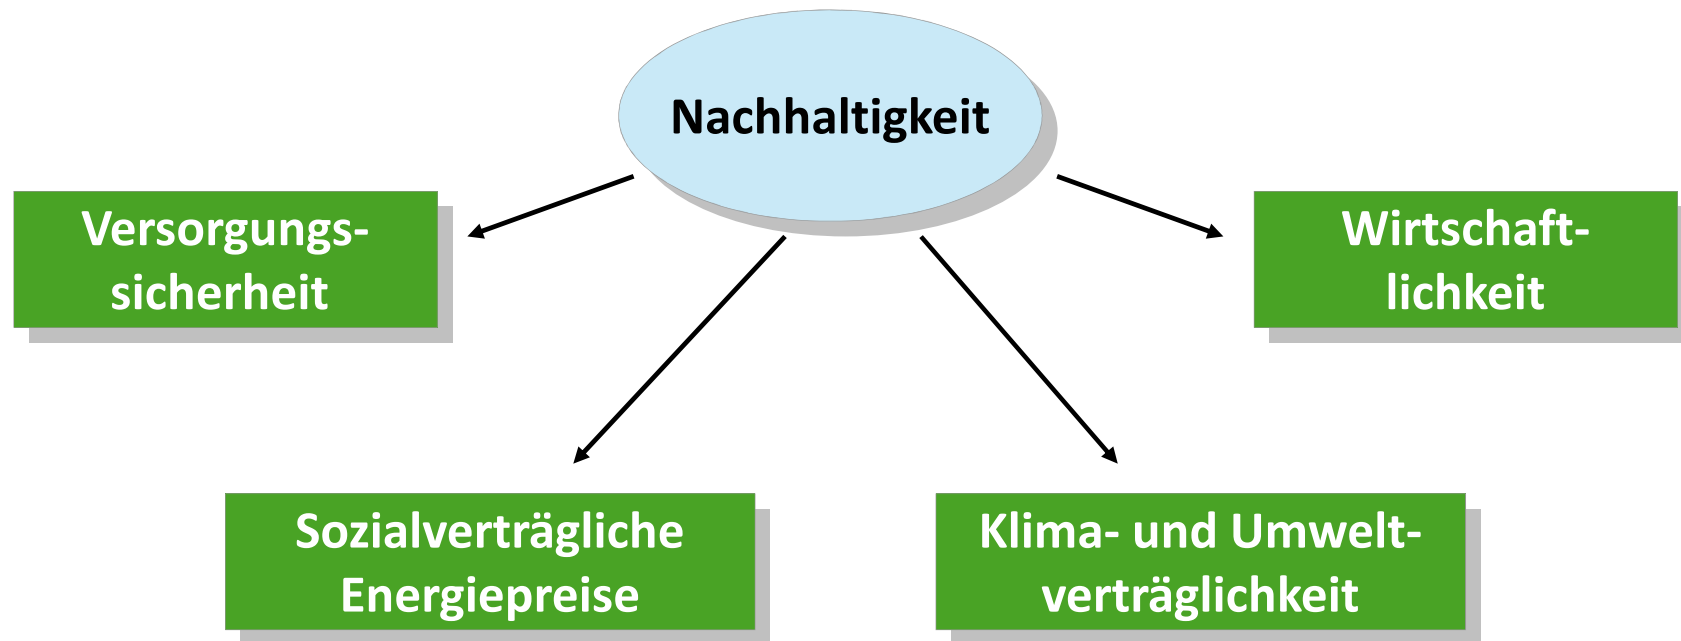 Nachhaltigkeit
Versorgungs-
sicherheit
Wirtschaft-
lichkeit
Sozialverträgliche
Energiepreise
Klima- und Umwelt-
verträglichkeit